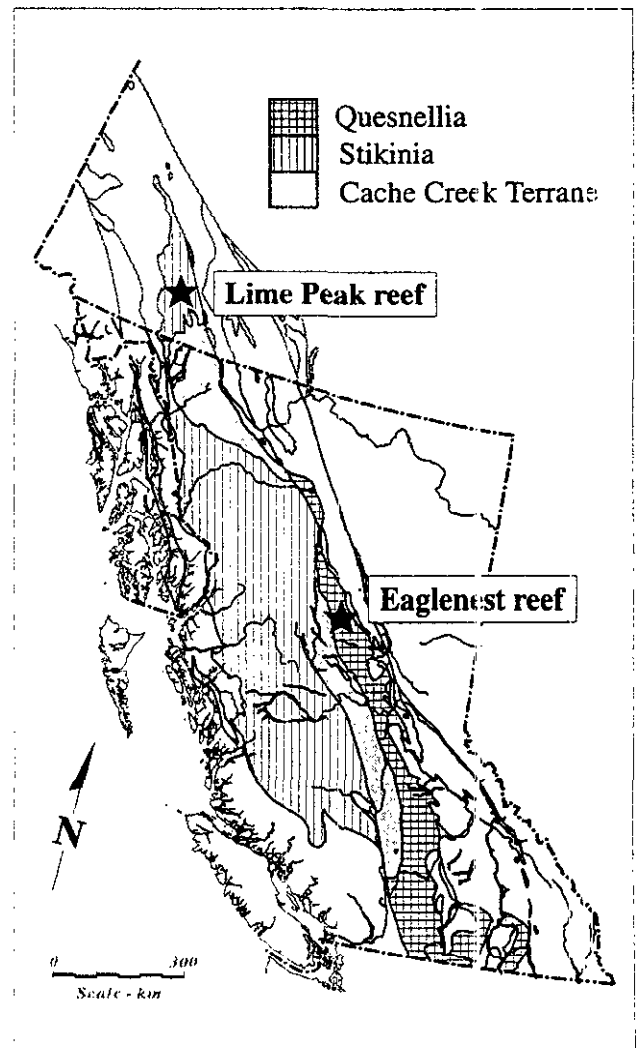 Quesnellia
Stikinia
Cache Creek Terrane
Lime Peak reef
Eaglenest reef
N
0 300
Scale - km